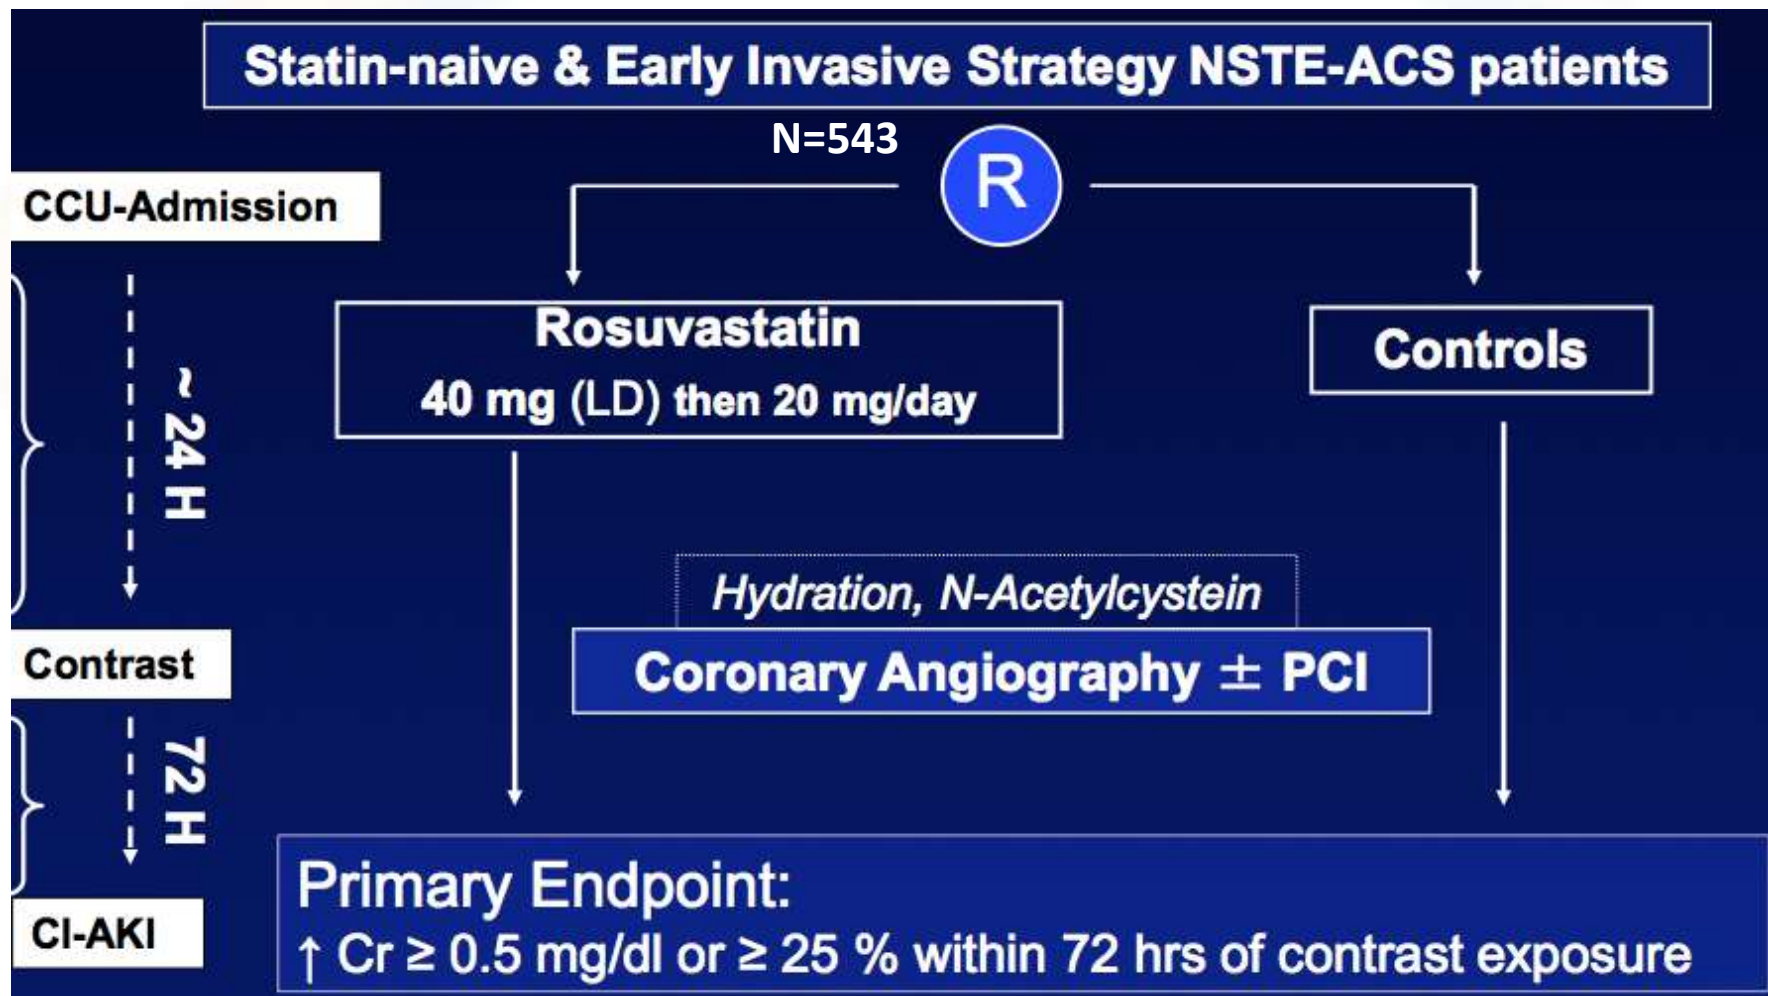 Statin-naive & Early Invasive Strategy NSTE-ACS patients
N=543
R
CCU-Admission
Rosuvastatin
40 mg (LD) then 20 mg/day
Controls
~ 24 H
Hydration, N-Acetylcystein
Contrast
Coronary Angiography ± PCI
72 H
Primary Endpoint:
↑ Cr ≥ 0.5 mg/dl or ≥ 25 % within 72 hrs of contrast exposure
CI-AKI